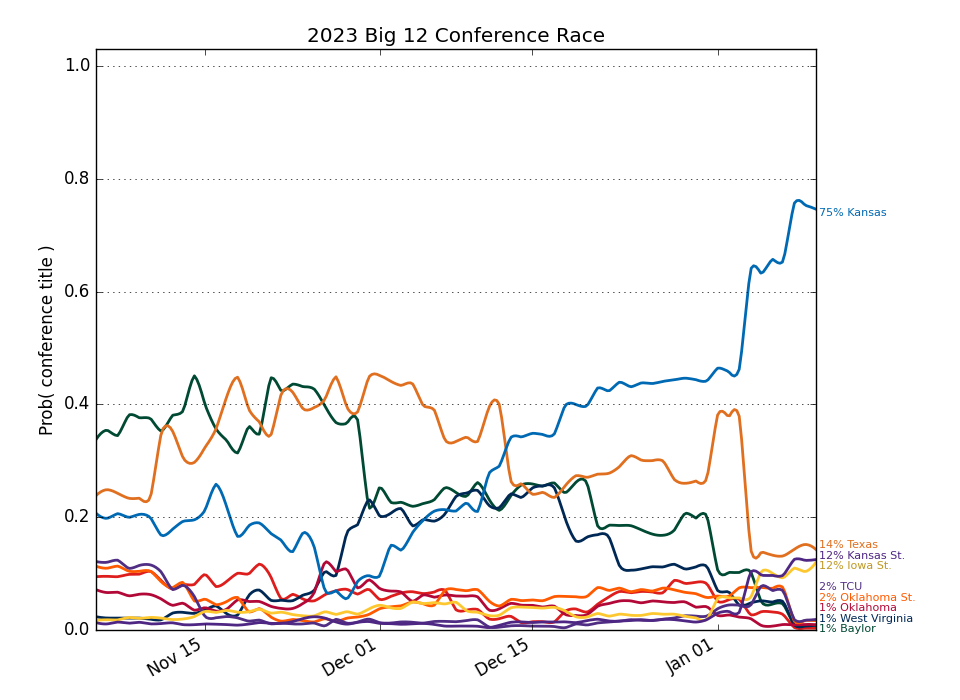 2023 Big 12 Conference Race
Prob( conference title )
1.0
0.8
0.6
0.4
0.2
0.0
Nov 15
Dec 01
Dec 15
Jan 01
75% Kansas
14% Texas
12% Kansas St.
12% Iowa St.
2% TCU
2% Oklahoma St.
1% Oklahoma
1% West Virginia
1% Baylor